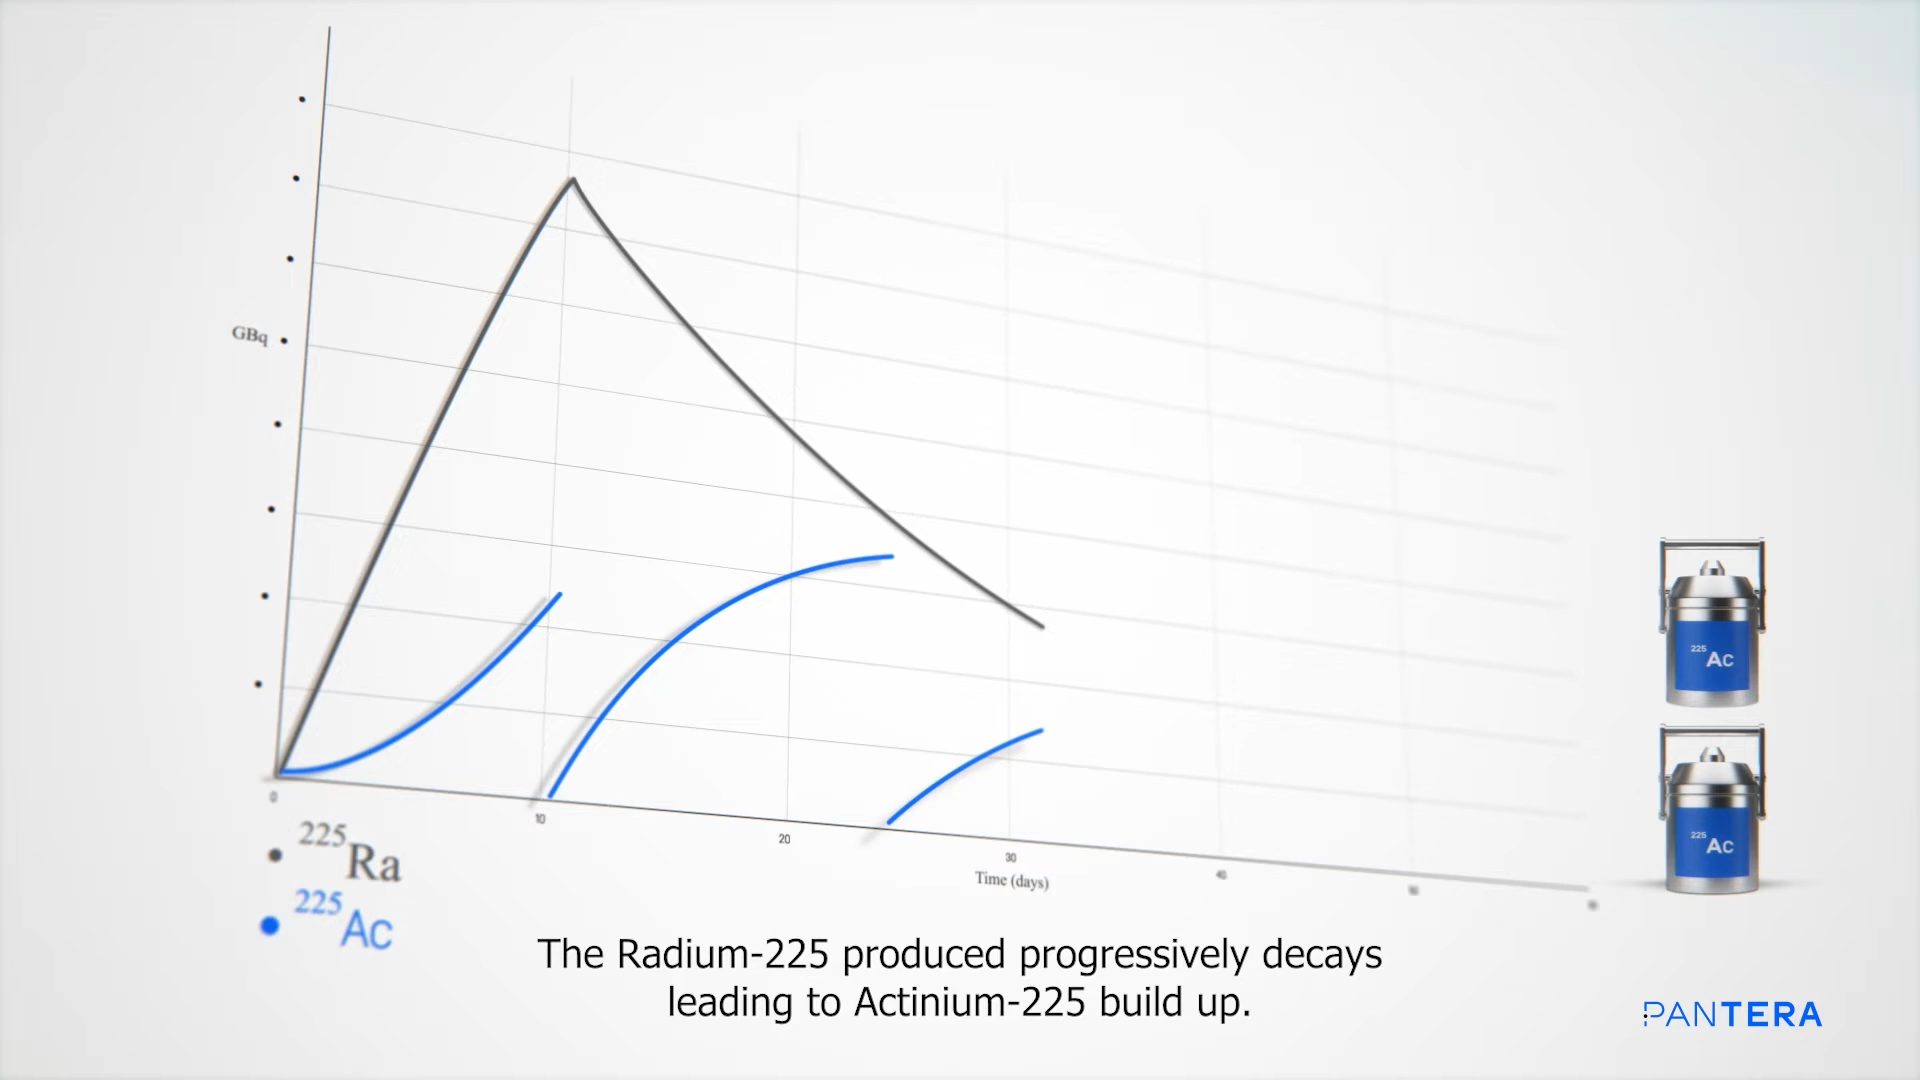 GBq
0
10
20
30
40
50
Time (days)
225Ra
225Ac
225Ac
225Ac
The Radium-225 produced progressively decays
leading to Actinium-225 build up.
PANTERA